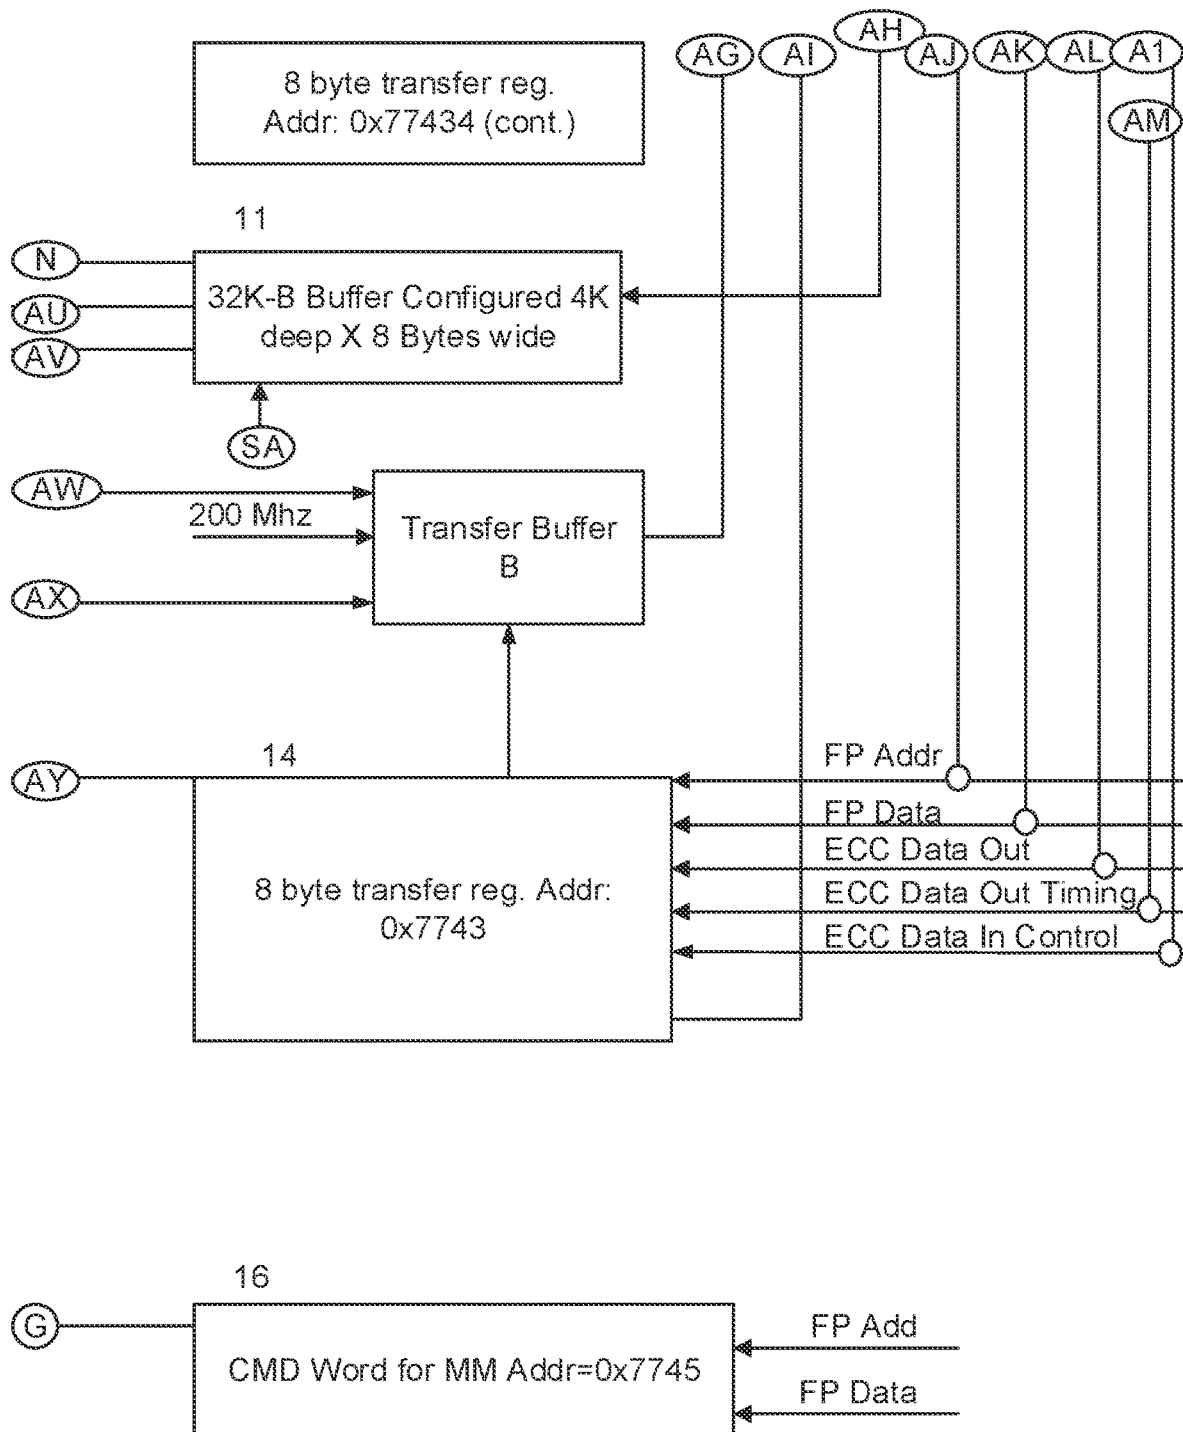 AH
AG
AI
AJ
AK
AL
A1
8 byte transfer reg.
Addr: 0x77434 (cont.)
AM
11
N
32K-B Buffer Configured 4K
deep X 8 Bytes wide
AU
AV
SA
AW
200 Mhz
Transfer Buffer
B
AX
14
AY
FP Addr
FP Data
ECC Data Out
8 byte transfer reg. Addr:
0x7743
ECC Data Out Timing
ECC Data In Control
16
G
CMD Word for MM Addr=0x7745
FP Add
FP Data